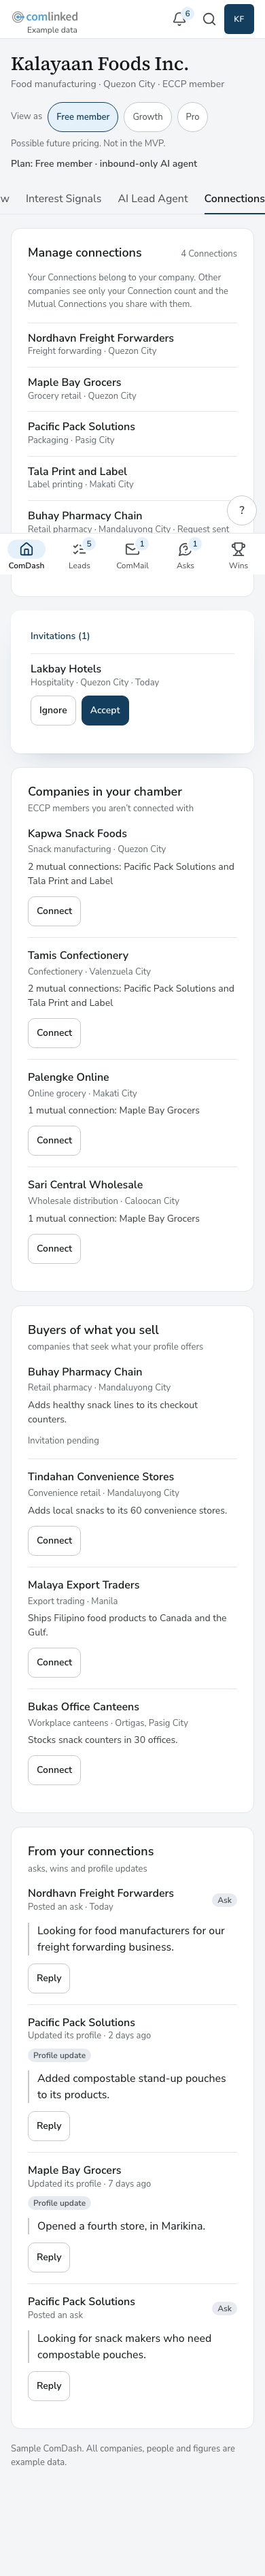 comlinked
Example data
6
KF
Kalayaan Foods Inc.
Food manufacturing · Quezon City · ECCP member
View as
Free member
Growth
Pro
Possible future pricing. Not in the MVP.
Plan: Free member · inbound-only AI agent
w
Interest Signals
AI Lead Agent
Connections
Manage connections
4 Connections
Your Connections belong to your company. Other
companies see only your Connection count and the
Mutual Connections you share with them.
Nordhavn Freight Forwarders
Freight forwarding · Quezon City
Maple Bay Grocers
Grocery retail · Quezon City
Pacific Pack Solutions
Packaging · Pasig City
Tala Print and Label
Label printing · Makati City
Buhay Pharmacy Chain
Retail pharmacy · Mandaluyong City · Request sent
?
ComDash
5
Leads
1
ComMail
1
Asks
Wins
Invitations (1)
Lakbay Hotels
Hospitality · Quezon City · Today
Ignore
Accept
Companies in your chamber
ECCP members you aren't connected with
Kapwa Snack Foods
Snack manufacturing · Quezon City
2 mutual connections: Pacific Pack Solutions and
Tala Print and Label
Connect
Tamis Confectionery
Confectionery · Valenzuela City
2 mutual connections: Pacific Pack Solutions and
Tala Print and Label
Connect
Palengke Online
Online grocery · Makati City
1 mutual connection: Maple Bay Grocers
Connect
Sari Central Wholesale
Wholesale distribution · Caloocan City
1 mutual connection: Maple Bay Grocers
Connect
Buyers of what you sell
companies that seek what your profile offers
Buhay Pharmacy Chain
Retail pharmacy · Mandaluyong City
Adds healthy snack lines to its checkout
counters.
Invitation pending
Tindahan Convenience Stores
Convenience retail · Mandaluyong City
Adds local snacks to its 60 convenience stores.
Connect
Malaya Export Traders
Export trading · Manila
Ships Filipino food products to Canada and the
Gulf.
Connect
Bukas Office Canteens
Workplace canteens · Ortigas, Pasig City
Stocks snack counters in 30 offices.
Connect
From your connections
asks, wins and profile updates
Nordhavn Freight Forwarders
Posted an ask · Today
Ask
Looking for food manufacturers for our
freight forwarding business.
Reply
Pacific Pack Solutions
Updated its profile · 2 days ago
Profile update
Added compostable stand-up pouches
to its products.
Reply
Maple Bay Grocers
Updated its profile · 7 days ago
Profile update
Opened a fourth store, in Marikina.
Reply
Pacific Pack Solutions
Posted an ask
Ask
Looking for snack makers who need
compostable pouches.
Reply
Sample ComDash. All companies, people and figures are
example data.